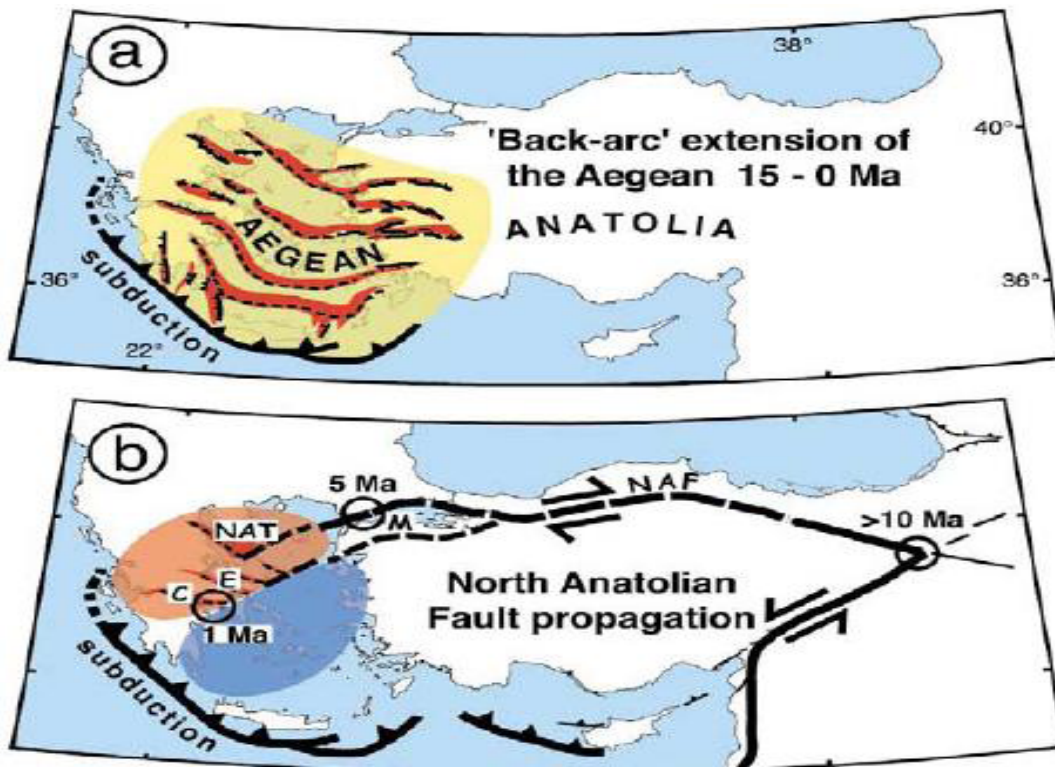 a
38°
40°
'Back-arc' extension of
the Aegean 15 - 0 Ma
ANATOLIA
AEGEAN
36°
36°
subduction
22°
b
5 Ma
NAF
M
>10 Ma
NAT
E
C
North Anatolian
Fault propagation
1 Ma
subduction